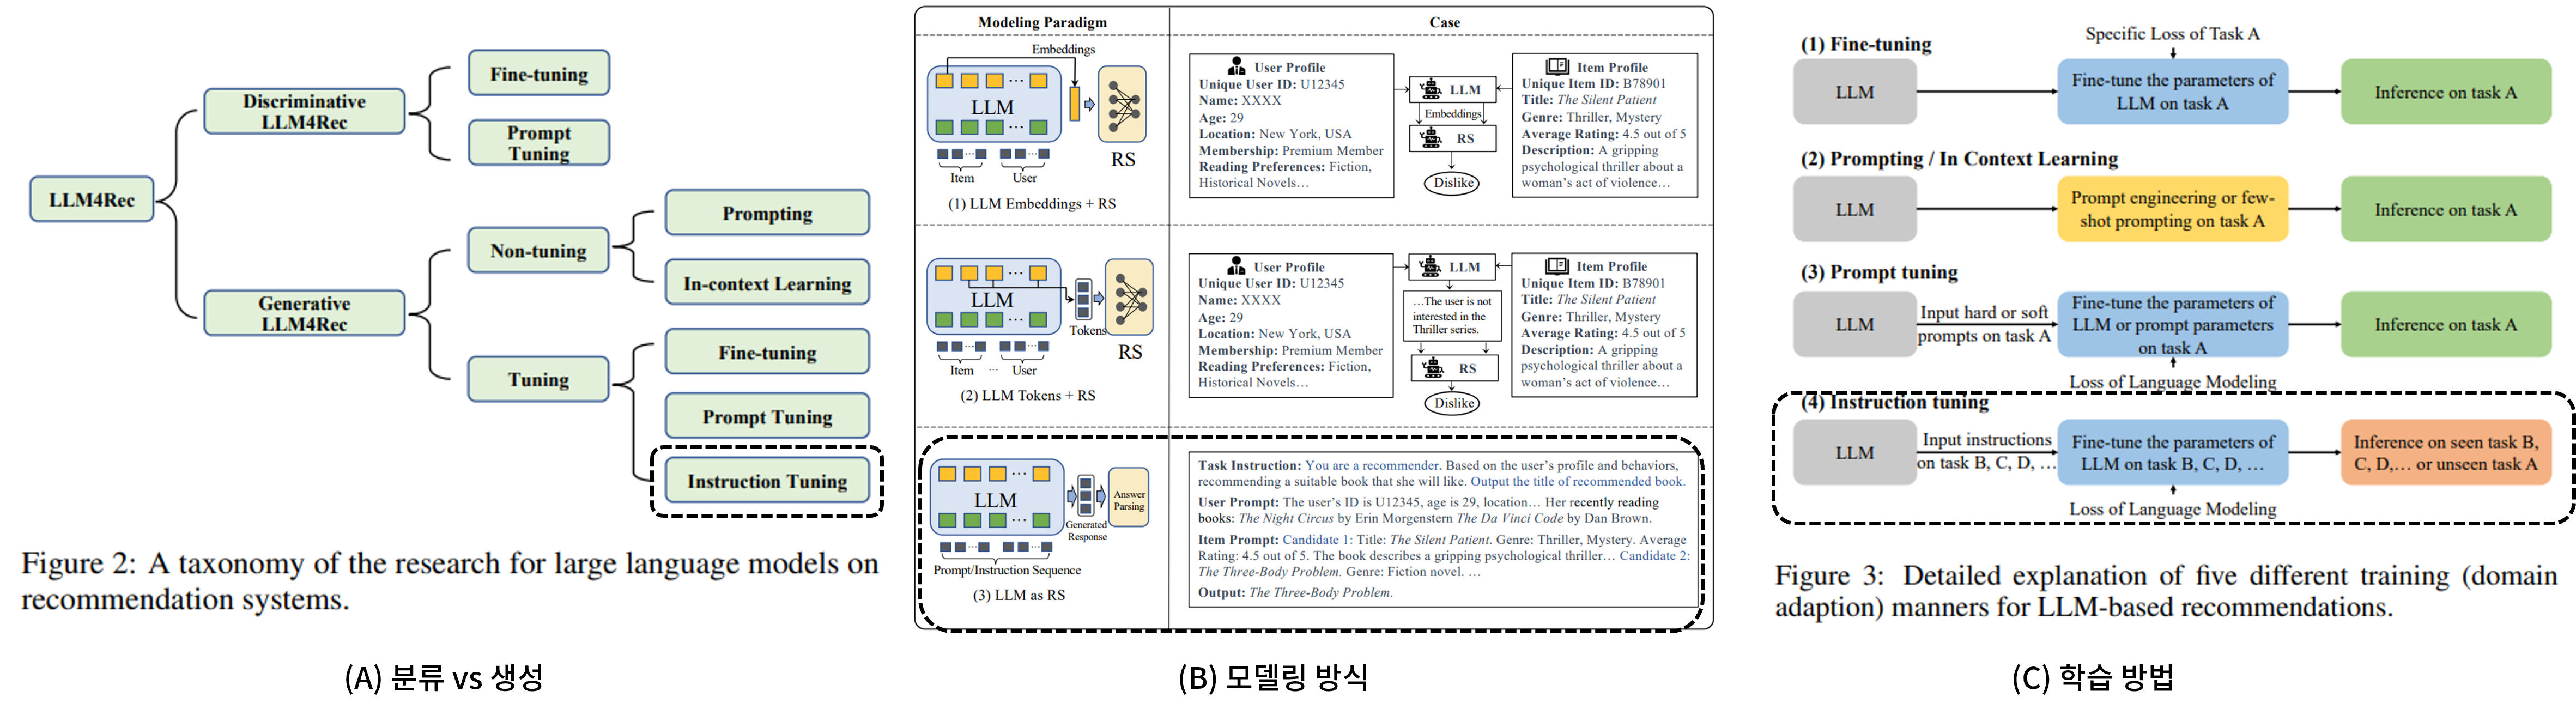 LLM4Rec
Discriminative
LLM4Rec
Fine-tuning
Prompt
Tuning
Generative
LLM4Rec
Non-tuning
Prompting
In-context Learning
Tuning
Fine-tuning
Prompt Tuning
Instruction Tuning
Figure 2: A taxonomy of the research for large language models on
recommendation systems.
(A) 분류 vs 생성
Modeling Paradigm
Case
Embeddings
LLM
...
...
Item
User
RS
(1) LLM Embeddings + RS
User Profile
Unique User ID: U12345
Name: XXXX
Age: 29
Location: New York, USA
Membership: Premium Member
Reading Preferences: Fiction,
Historical Novels…
LLM
Embeddings
RS
Dislike
Item Profile
Unique Item ID: B78901
Title: The Silent Patient
Genre: Thriller, Mystery
Average Rating: 4.5 out of 5
Description: A gripping
psychological thriller about a
woman's act of violence…
LLM
...
...
Tokens
Item
...
User
RS
(2) LLM Tokens + RS
User Profile
Unique User ID: U12345
Name: XXXX
Age: 29
Location: New York, USA
Membership: Premium Member
Reading Preferences: Fiction,
Historical Novels…
LLM
…The user is not
interested in the
Thriller series.
RS
Dislike
Item Profile
Unique Item ID: B78901
Title: The Silent Patient
Genre: Thriller, Mystery
Average Rating: 4.5 out of 5
Description: A gripping
psychological thriller about a
woman's act of violence…
LLM
...
...
Generated
Response
Answer
Parsing
Prompt/Instruction Sequence
(3) LLM as RS
Task Instruction: You are a recommender. Based on the user's profile and behaviors,
recommending a suitable book that she will like. Output the title of recommended book.
User Prompt: The user's ID is U12345, age is 29, location… Her recently reading
books: The Night Circus by Erin Morgenstern The Da Vinci Code by Dan Brown.
Item Prompt: Candidate 1: Title: The Silent Patient. Genre: Thriller, Mystery. Average
Rating: 4.5 out of 5. The book describes a gripping psychological thriller… Candidate 2:
The Three-Body Problem. Genre: Fiction novel. …
Output: The Three-Body Problem.
(B) 모델링 방식
(1) Fine-tuning
Specific Loss of Task A
LLM
Fine-tune the parameters of
LLM on task A
Inference on task A
(2) Prompting / In Context Learning
LLM
Prompt engineering or few-
shot prompting on task A
Inference on task A
(3) Prompt tuning
LLM
Input hard or soft
prompts on task A
Fine-tune the parameters of
LLM or prompt parameters
on task A
Inference on task A
Loss of Language Modeling
(4) Instruction tuning
LLM
Input instructions
on task B, C, D, …
Fine-tune the parameters of
LLM on task B, C, D, …
Inference on seen task B,
C, D,… or unseen task A
Loss of Language Modeling
Figure 3: Detailed explanation of five different training (domain
adaption) manners for LLM-based recommendations.
(C) 학습 방법